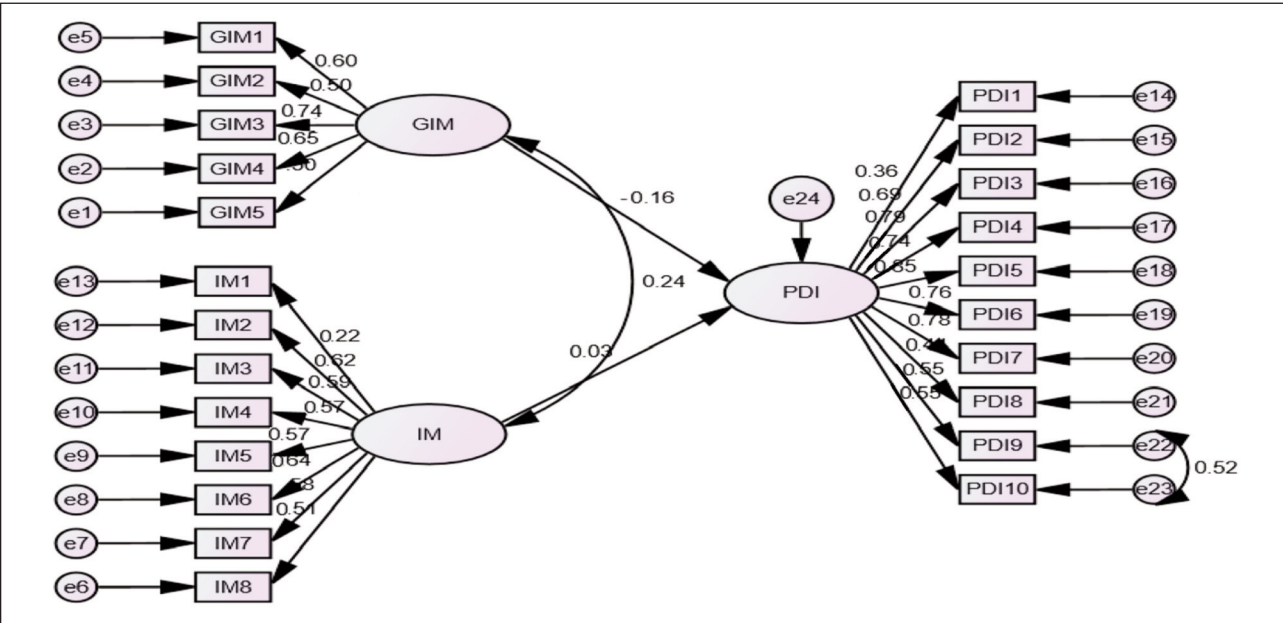 e5
GIM1
0.60
e4
GIM2
0.50
e3
GIM3
0.74
GIM
e2
GIM4
0.65
e1
GIM5
-0.16
0.24
e13
IM1
0.22
e12
IM2
0.62
e11
IM3
0.59
e10
IM4
0.57
IM
e9
IM5
0.57
0.64
e8
IM6
e7
IM7
0.51
e6
IM8
0.03
e24
PDI
PDI1
e14
0.36
PDI2
e15
0.69
PDI3
e16
0.79
PDI4
e17
0.74
PDI5
e18
0.85
PDI6
e19
0.76
PDI7
e20
0.78
PDI8
e21
0.55
PDI9
e22
0.55
PDI10
e23
0.52